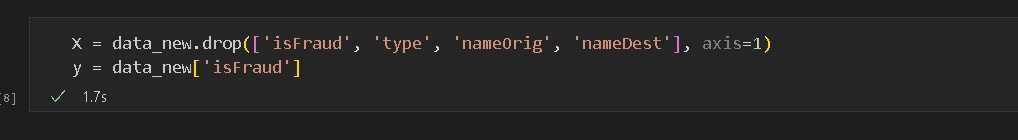 X = data_new.drop(['isFraud', 'type', 'nameOrig', 'nameDest'], axis=1)
y = data_new['isFraud']
[8]
1.7s